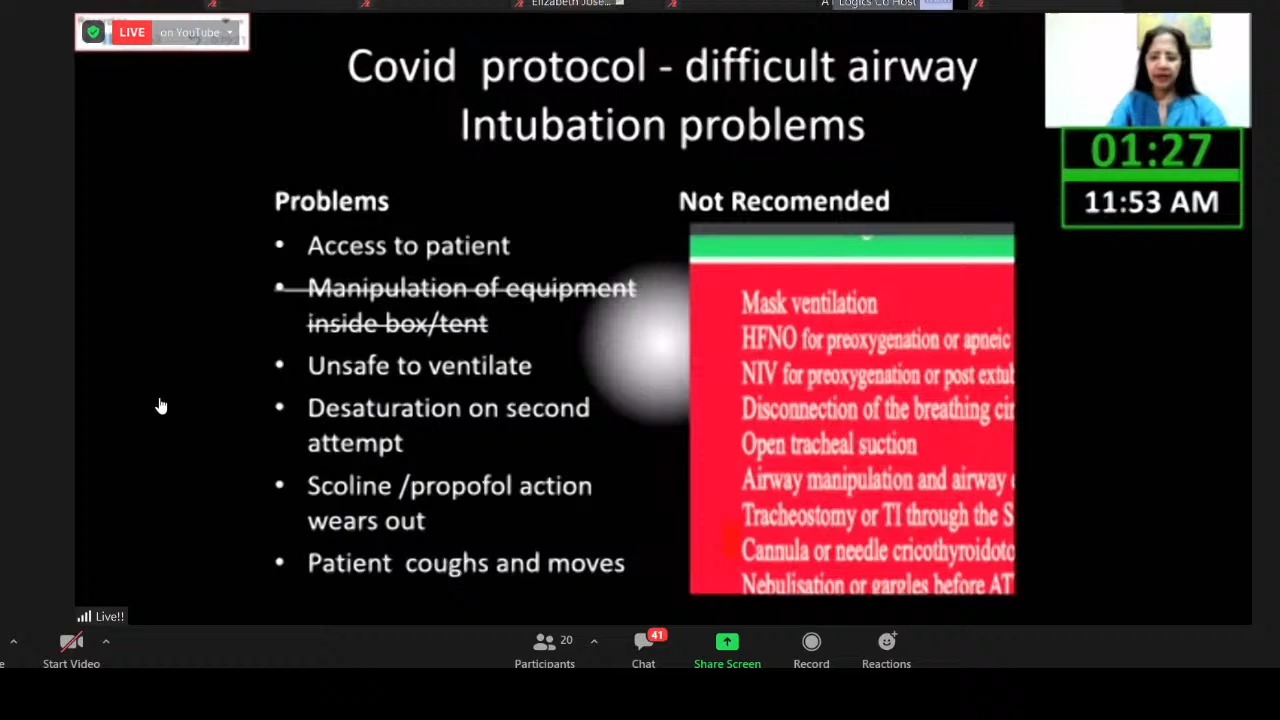 Elizabeth Jose...
Logics Co Host
LIVE on YouTube
Covid protocol - difficult airway
Intubation problems
01:27
11:53 AM
Problems
• Access to patient
• Manipulation of equipment
inside box/tent
• Unsafe to ventilate
• Desaturation on second
attempt
• Scoline /propofol action
wears out
• Patient coughs and moves
Not Recomended
Mask ventilation
HFNO for preoxygenation or apneic
NIV for preoxygenation or post
Disconnection of the breathing
Open tracheal suction
Airway manipulation and airway
Tracheostomy or TI through the
Cannula or needle
Nebulisation or gargles before
Live!!
Start Video
20
Participants
41
Chat
Share Screen
Record
Reactions